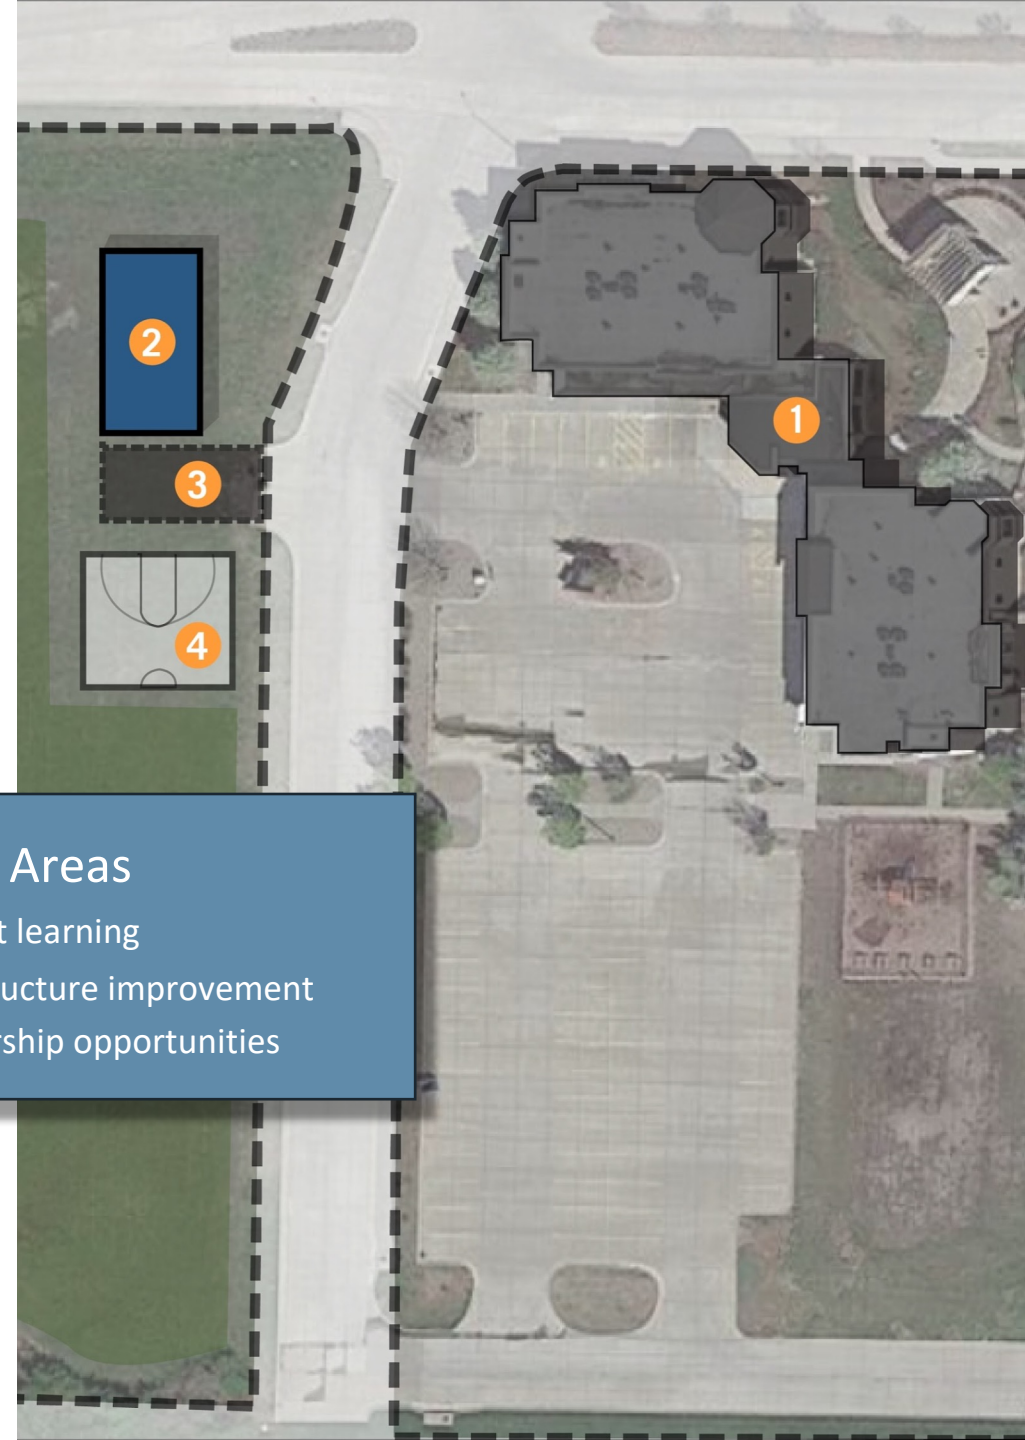 2
1
3
4
Areas
t learning
ucture improvement
rship opportunities